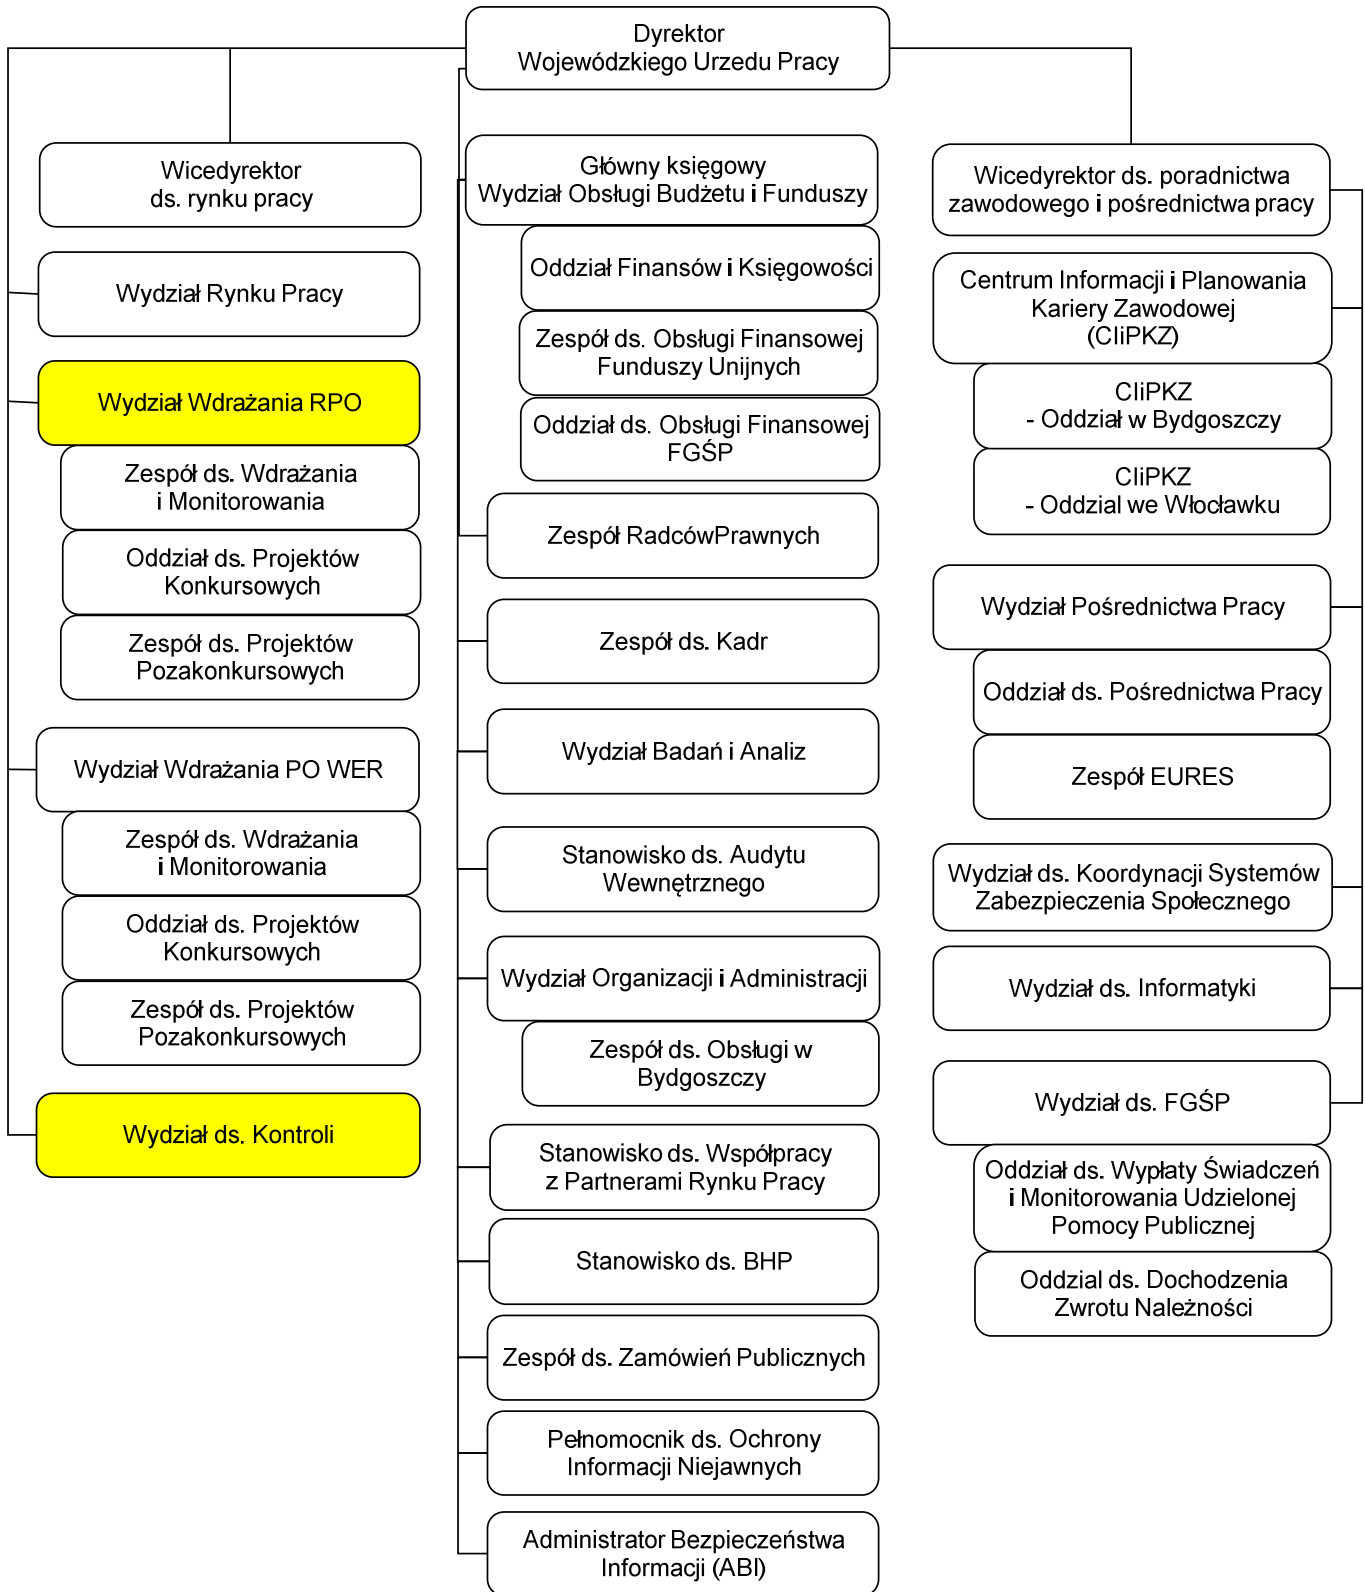 Dyrektor
Wojewódzkiego Urzedu Pracy
Wicedyrektor
ds. rynku pracy
Wydział Rynku Pracy
Wydział Wdrażania RPO
Zespół ds. Wdrażania
i Monitorowania
Oddział ds. Projektów
Konkursowych
Zespół ds. Projektów
Pozakonkursowych
Wydział Wdrażania PO WER
Zespół ds. Wdrażania
i Monitorowania
Oddział ds. Projektów
Konkursowych
Zespół ds. Projektów
Pozakonkursowych
Wydział ds. Kontroli
Główny księgowy
Wydział Obsługi Budżetu i Funduszy
Oddział Finansów i Księgowości
Zespół ds. Obsługi Finansowej
Funduszy Unijnych
Oddział ds. Obsługi Finansowej
FGŚP
Zespół RadcówPrawnych
Zespół ds. Kadr
Wydział Badań i Analiz
Stanowisko ds. Audytu
Wewnętrznego
Wydział Organizacji i Administracji
Zespół ds. Obsługi w
Bydgoszczy
Stanowisko ds. Współpracy
z Partnerami Rynku Pracy
Stanowisko ds. BHP
Zespół ds. Zamówień Publicznych
Pełnomocnik ds. Ochrony
Informacji Niejawnych
Administrator Bezpieczeństwa
Informacji (ABI)
Wicedyrektor ds. poradnictwa
zawodowego i pośrednictwa pracy
Centrum Informacji i Planowania
Kariery Zawodowej
(CIiPKZ)
CIiPKZ
- Oddział w Bydgoszczy
CIiPKZ
- Oddzial we Włocławku
Wydział Pośrednictwa Pracy
Oddział ds. Pośrednictwa Pracy
Zespół EURES
Wydział ds. Koordynacji Systemów
Zabezpieczenia Społecznego
Wydział ds. Informatyki
Wydział ds. FGŚP
Oddział ds. Wypłaty Świadczeń
i Monitorowania Udzielonej
Pomocy Publicznej
Oddzial ds. Dochodzenia
Zwrotu Należności